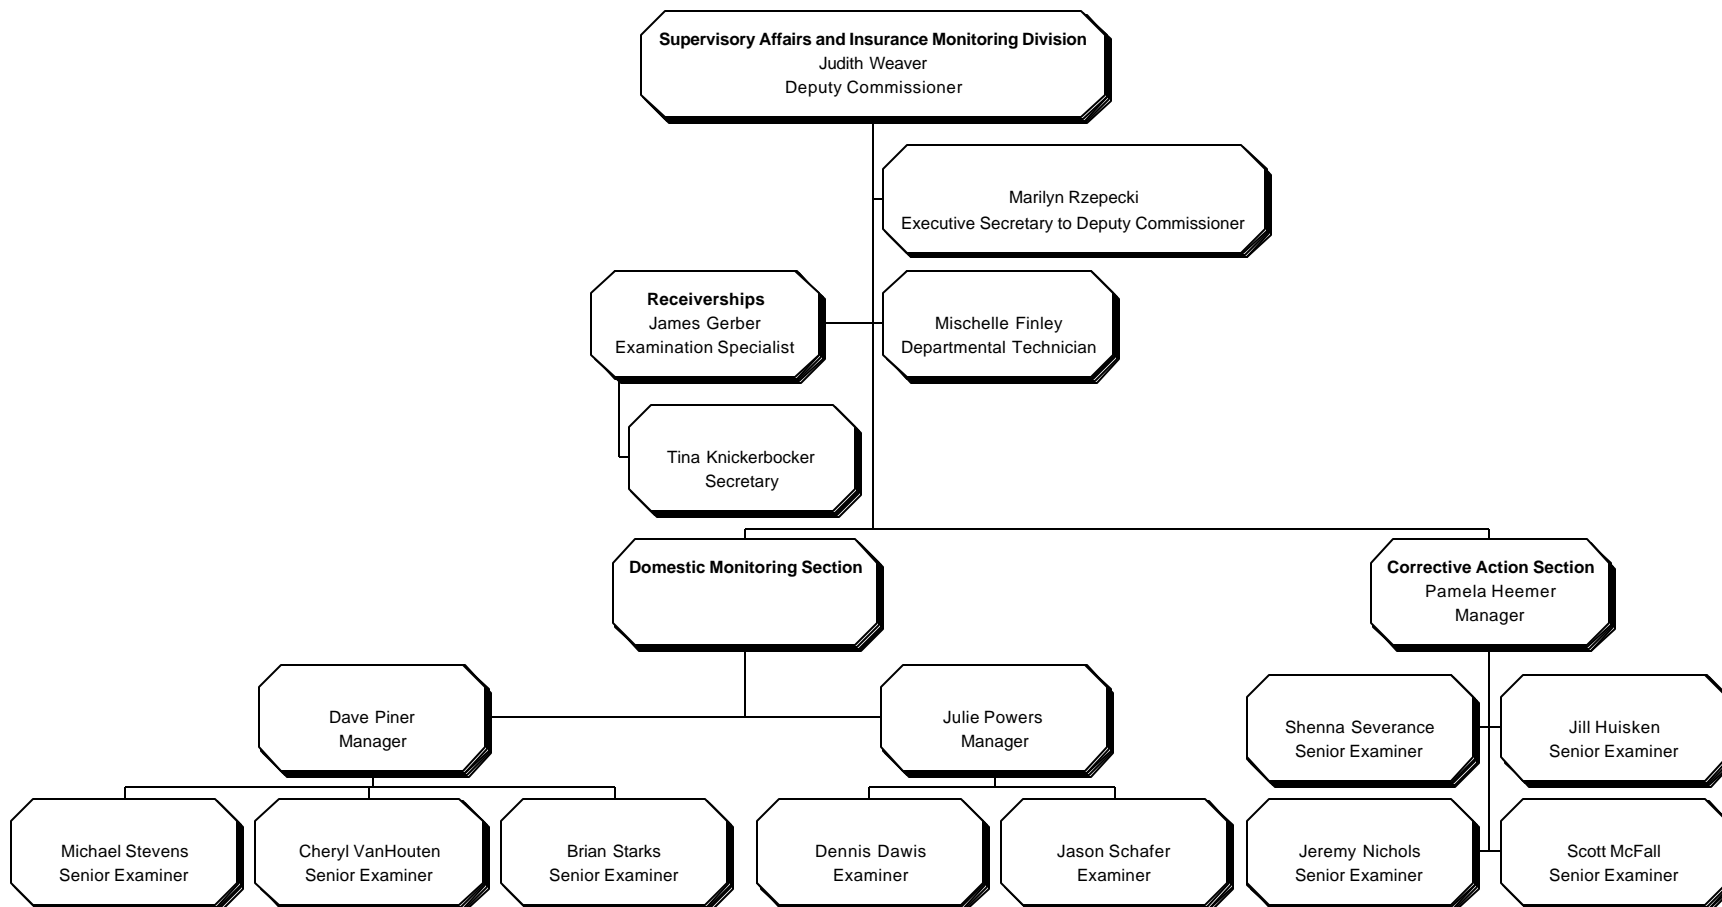 Supervisory Affairs and Insurance Monitoring Division
Judith Weaver
Deputy Commissioner
Marilyn Rzepecki
Executive Secretary to Deputy Commissioner
Receiverships
James Gerber
Examination Specialist
Mischelle Finley
Departmental Technician
Tina Knickerbocker
Secretary
Domestic Monitoring Section
Corrective Action Section
Pamela Heemer
Manager
Dave Piner
Manager
Julie Powers
Manager
Shenna Severance
Senior Examiner
Jill Huisken
Senior Examiner
Michael Stevens
Senior Examiner
Cheryl VanHouten
Senior Examiner
Brian Starks
Senior Examiner
Dennis Dawis
Examiner
Jason Schafer
Examiner
Jeremy Nichols
Senior Examiner
Scott McFall
Senior Examiner